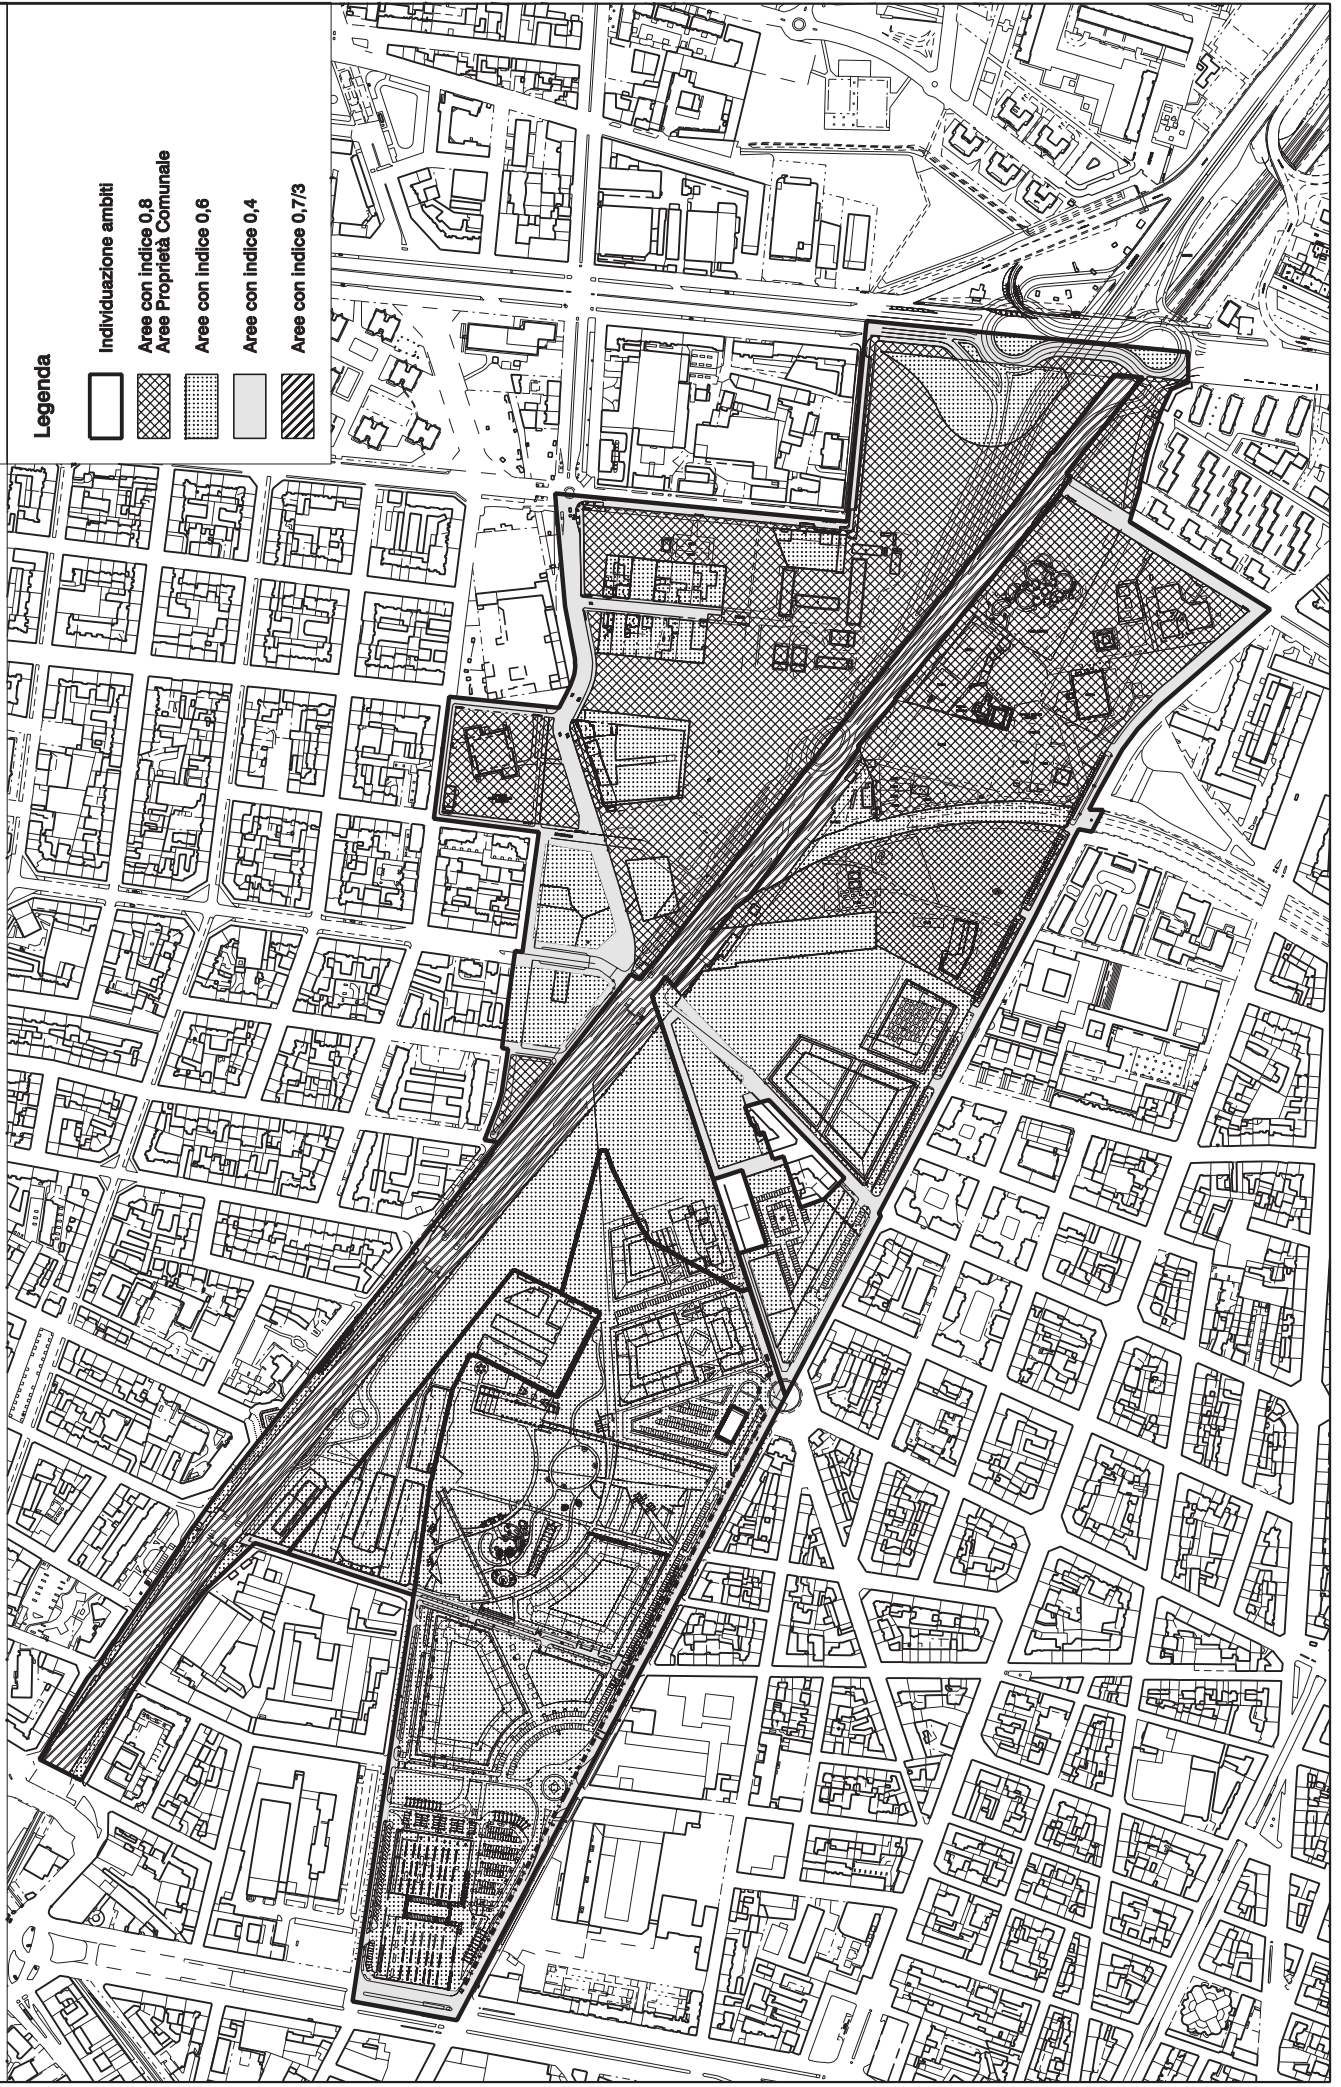 Legenda
Individuazione ambiti
Aree con indice 0,8
Aree Proprietà Comunale
Aree con indice 0,6
Aree con indice 0,4
Aree con indice 0,7/3